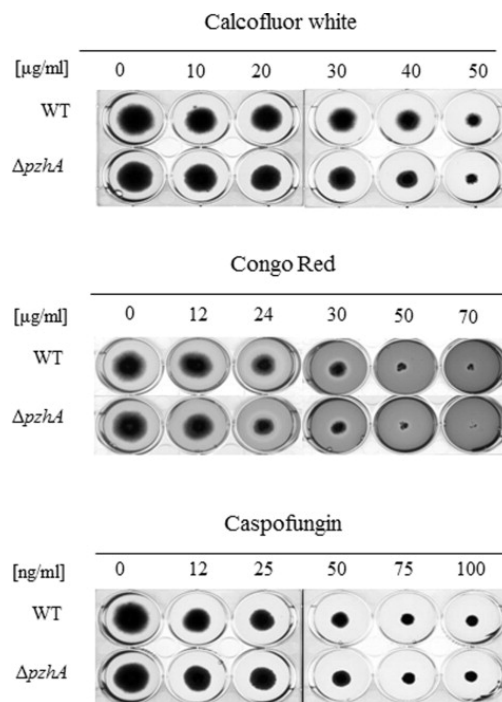 Calcofluor white
[µg/ml] 0 10 20 30 40 50
WT
ΔpzhA
Congo Red
[µg/ml] 0 12 24 30 50 70
WT
ΔpzhA
Caspofungin
[ng/ml] 0 12 25 50 75 100
WT
ΔpzhA